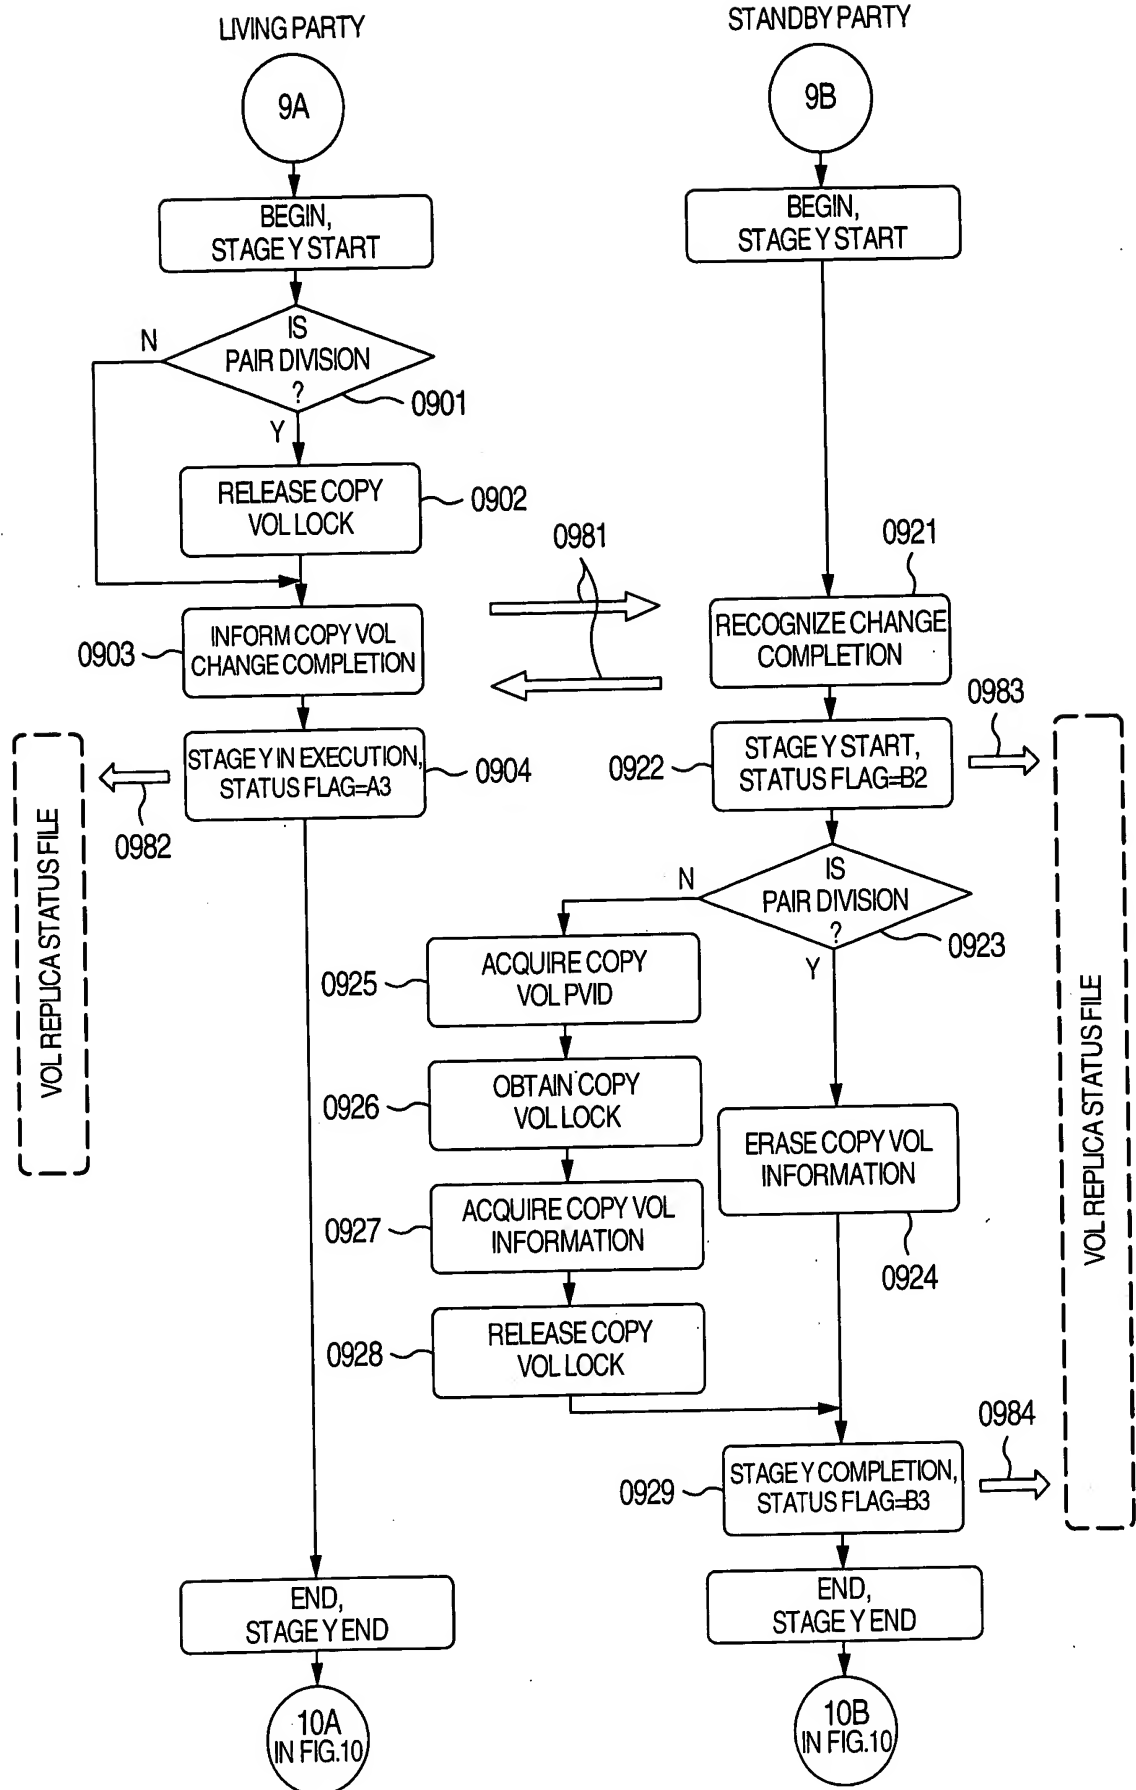 LIVING PARTY
STANDBY PARTY
9A
9B
BEGIN,
STAGE Y START
BEGIN,
STAGE Y START
IS
PAIR DIVISION
?
N
0901
Y
RELEASE COPY
VOL LOCK
0902
0981
0921
INFORM COPY VOL
CHANGE COMPLETION
0903
RECOGNIZE CHANGE
COMPLETION
0983
STAGE Y IN EXECUTION,
STATUS FLAG=A3
0904
0982
VOL REPLICA STATUS FILE
STAGE Y START,
STATUS FLAG=B2
0922
IS
PAIR DIVISION
?
N
0923
Y
ACQUIRE COPY
VOL PVID
0925
OBTAIN COPY
VOL LOCK
0926
ERASE COPY VOL
INFORMATION
0924
VOL REPLICA STATUS FILE
ACQUIRE COPY VOL
INFORMATION
0927
RELEASE COPY
VOL LOCK
0928
0984
STAGE Y COMPLETION,
STATUS FLAG=B3
0929
END,
STAGE Y END
END,
STAGE Y END
10A
IN FIG.10
10B
IN FIG.10